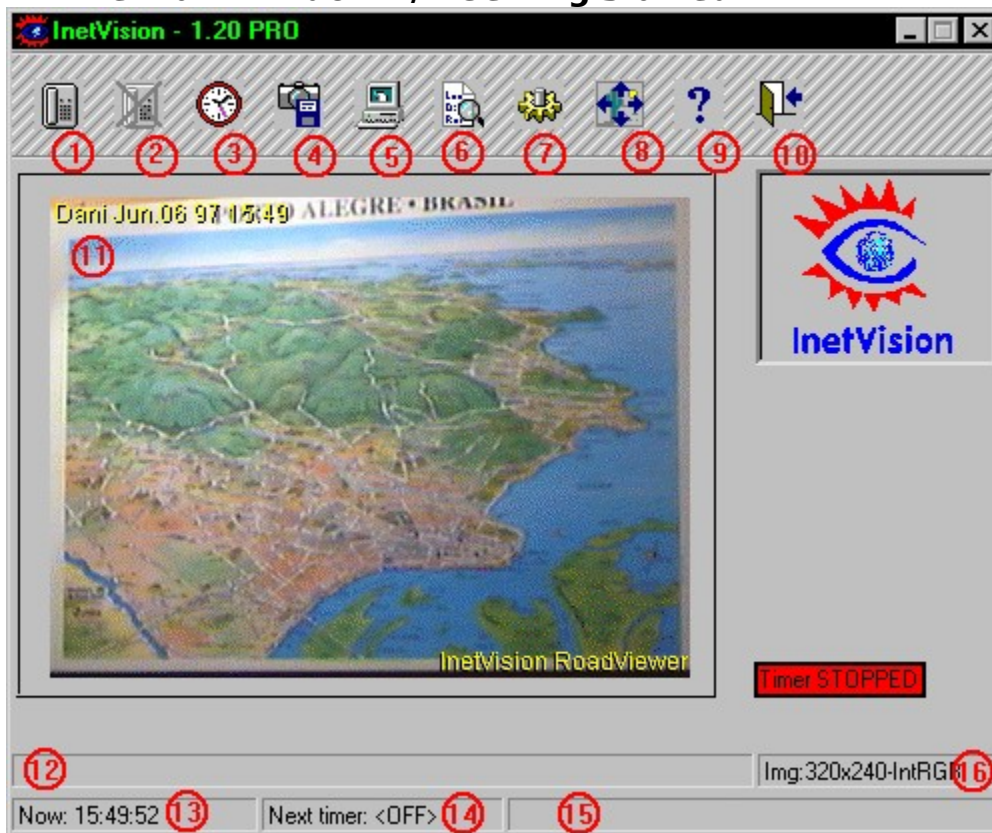 InetVision - 1.20 PRO
1 2 3 4 5 6 7 8 9 10
Dani Jun.06 97 15:49
ALEGRE • BRASIL
11
InetVision
InetVision RoadViewer
Timer STOPPED
12
Img:320x240-IntRGB 16
Now: 15:49:52 13
Next timer: <OFF> 14
15